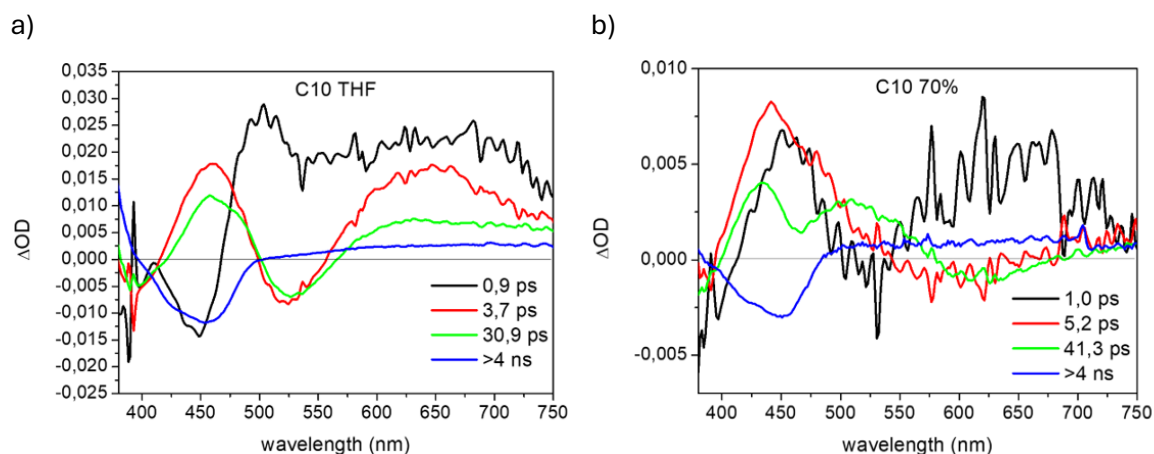 a)
C10 THF
0,035
0,030
0,025
0,020
0,015
0,010
0,005
0,000
-0,005
-0,010
-0,015
-0,020
-0,025
ΔOD
0,9 ps
3,7 ps
30,9 ps
>4 ns
400 450 500 550 600 650 700 750
wavelength (nm)
b)
C10 70%
0,010
0,005
0,000
-0,005
ΔOD
1,0 ps
5,2 ps
41,3 ps
>4 ns
400 450 500 550 600 650 700 750
wavelength (nm)